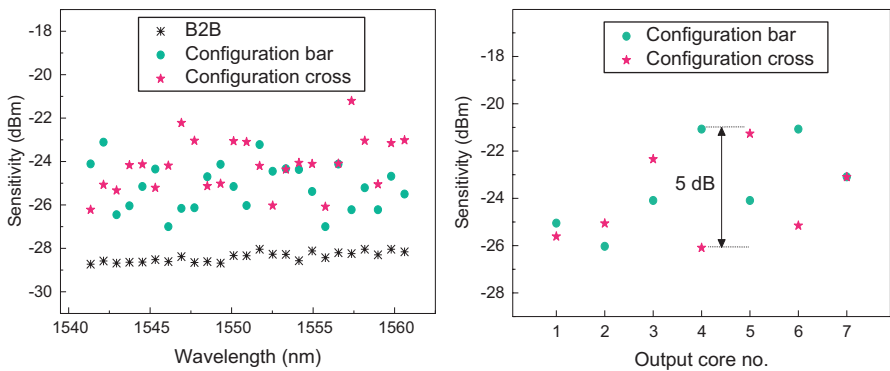 B2B
Configuration bar
Configuration cross
Sensitivity (dBm)
-18
-20
-22
-24
-26
-28
-30
1540
1545
1550
1555
1560
Wavelength (nm)
Configuration bar
Configuration cross
Sensitivity (dBm)
-16
-18
-20
-22
-24
-26
-28
5 dB
1
2
3
4
5
6
7
Output core no.